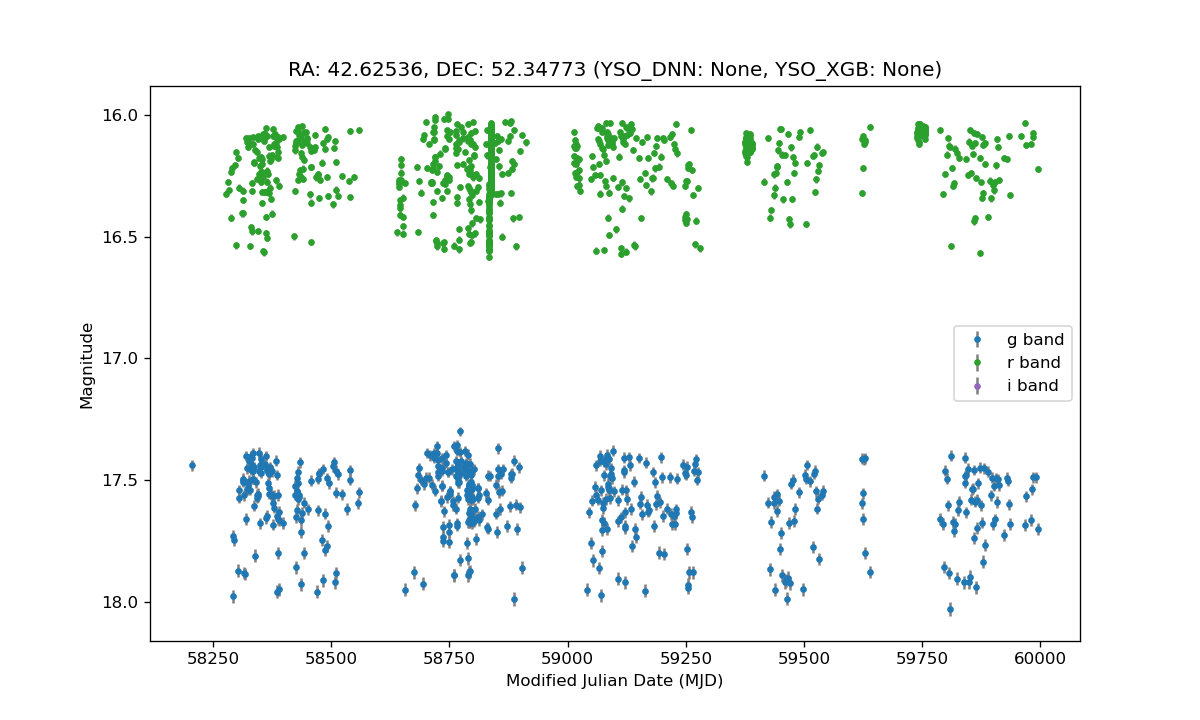 RA: 42.62536, DEC: 52.34773 (YSO_DNN: None, YSO_XGB: None)
16.0
16.5
17.0
17.5
18.0
Magnitude
g band
r band
i band
58250 58500 58750 59000 59250 59500 59750 60000
Modified Julian Date (MJD)